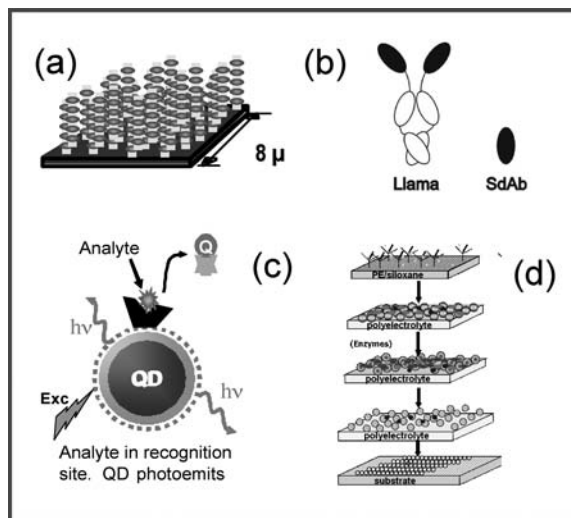 (a)
8 μ
(b)
Llama
SdAb
Analyte
Q
(c)
hν
QD
hν
Exc
Analyte in recognition
site. QD photoemits
(d)
PE/siloxane
polyelectrolyte
(Enzymes)
polyelectrolyte
polyelectrolyte
substrate